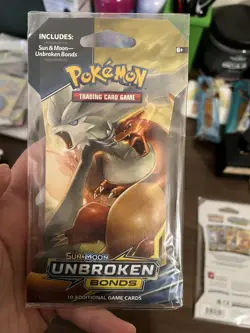 INCLUDES:
Sun & Moon—
Unbroken Bonds
6+
POKÉMON
TRADING CARD GAME
SUN & MOON
UNBROKEN
BONDS
10 ADDITIONAL GAME CARDS